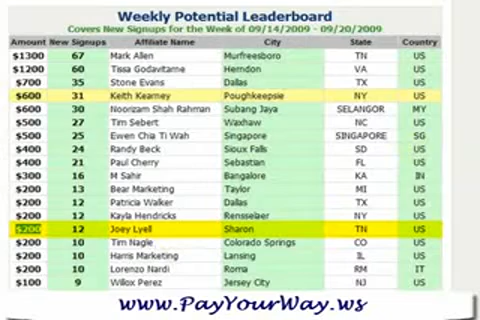 Weekly Potential Leaderboard
Covers New Signups for the Week of 09/14/2009 - 09/20/2009
Amount New Signups Affiliate Name City State Country
$1300 67 Mark Allen Murfreesboro TN US
$1200 60 Tissa Godavitarne Herndon VA US
$700 35 Stone Evans Dallas TX US
$600 31 Keith Kearney Poughkeepsie NY US
$600 30 Noorizam Shah Rahman Subang Jaya SELANGOR MY
$500 27 Tim Sebert Waxhaw NC US
$500 25 Ewen Chia Ti Wah Singapore SINGAPORE SG
$400 24 Randy Beck Sioux Falls SD US
$400 21 Paul Cherry Sebastian FL US
$300 16 M Sahir Bangalore KA IN
$200 13 Bear Marketing Taylor MI US
$200 12 Patricia Walker Dallas TX US
$200 12 Kayla Hendricks Rensselaer NY US
$200 12 Joey Lyell Sharon TN US
$200 10 Tim Nagle Colorado Springs CO US
$200 10 Harris Marketing Lansing IL US
$200 10 Lorenzo Nardi Roma RM IT
$100 9 Willox Perez Jersey City NJ US
www.PayYourWay.ws